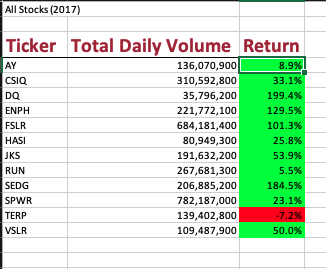 All Stocks (2017)
Ticker Total Daily Volume Return
AY 136,070,900 8.9%
CSIQ 310,592,800 33.1%
DQ 35,796,200 199.4%
ENPH 221,772,100 129.5%
FSLR 684,181,400 101.3%
HASI 80,949,300 25.8%
JKS 191,632,200 53.9%
RUN 267,681,300 5.5%
SEDG 206,885,200 184.5%
SPWR 782,187,000 23.1%
TERP 139,402,800 -7.2%
VSLR 109,487,900 50.0%